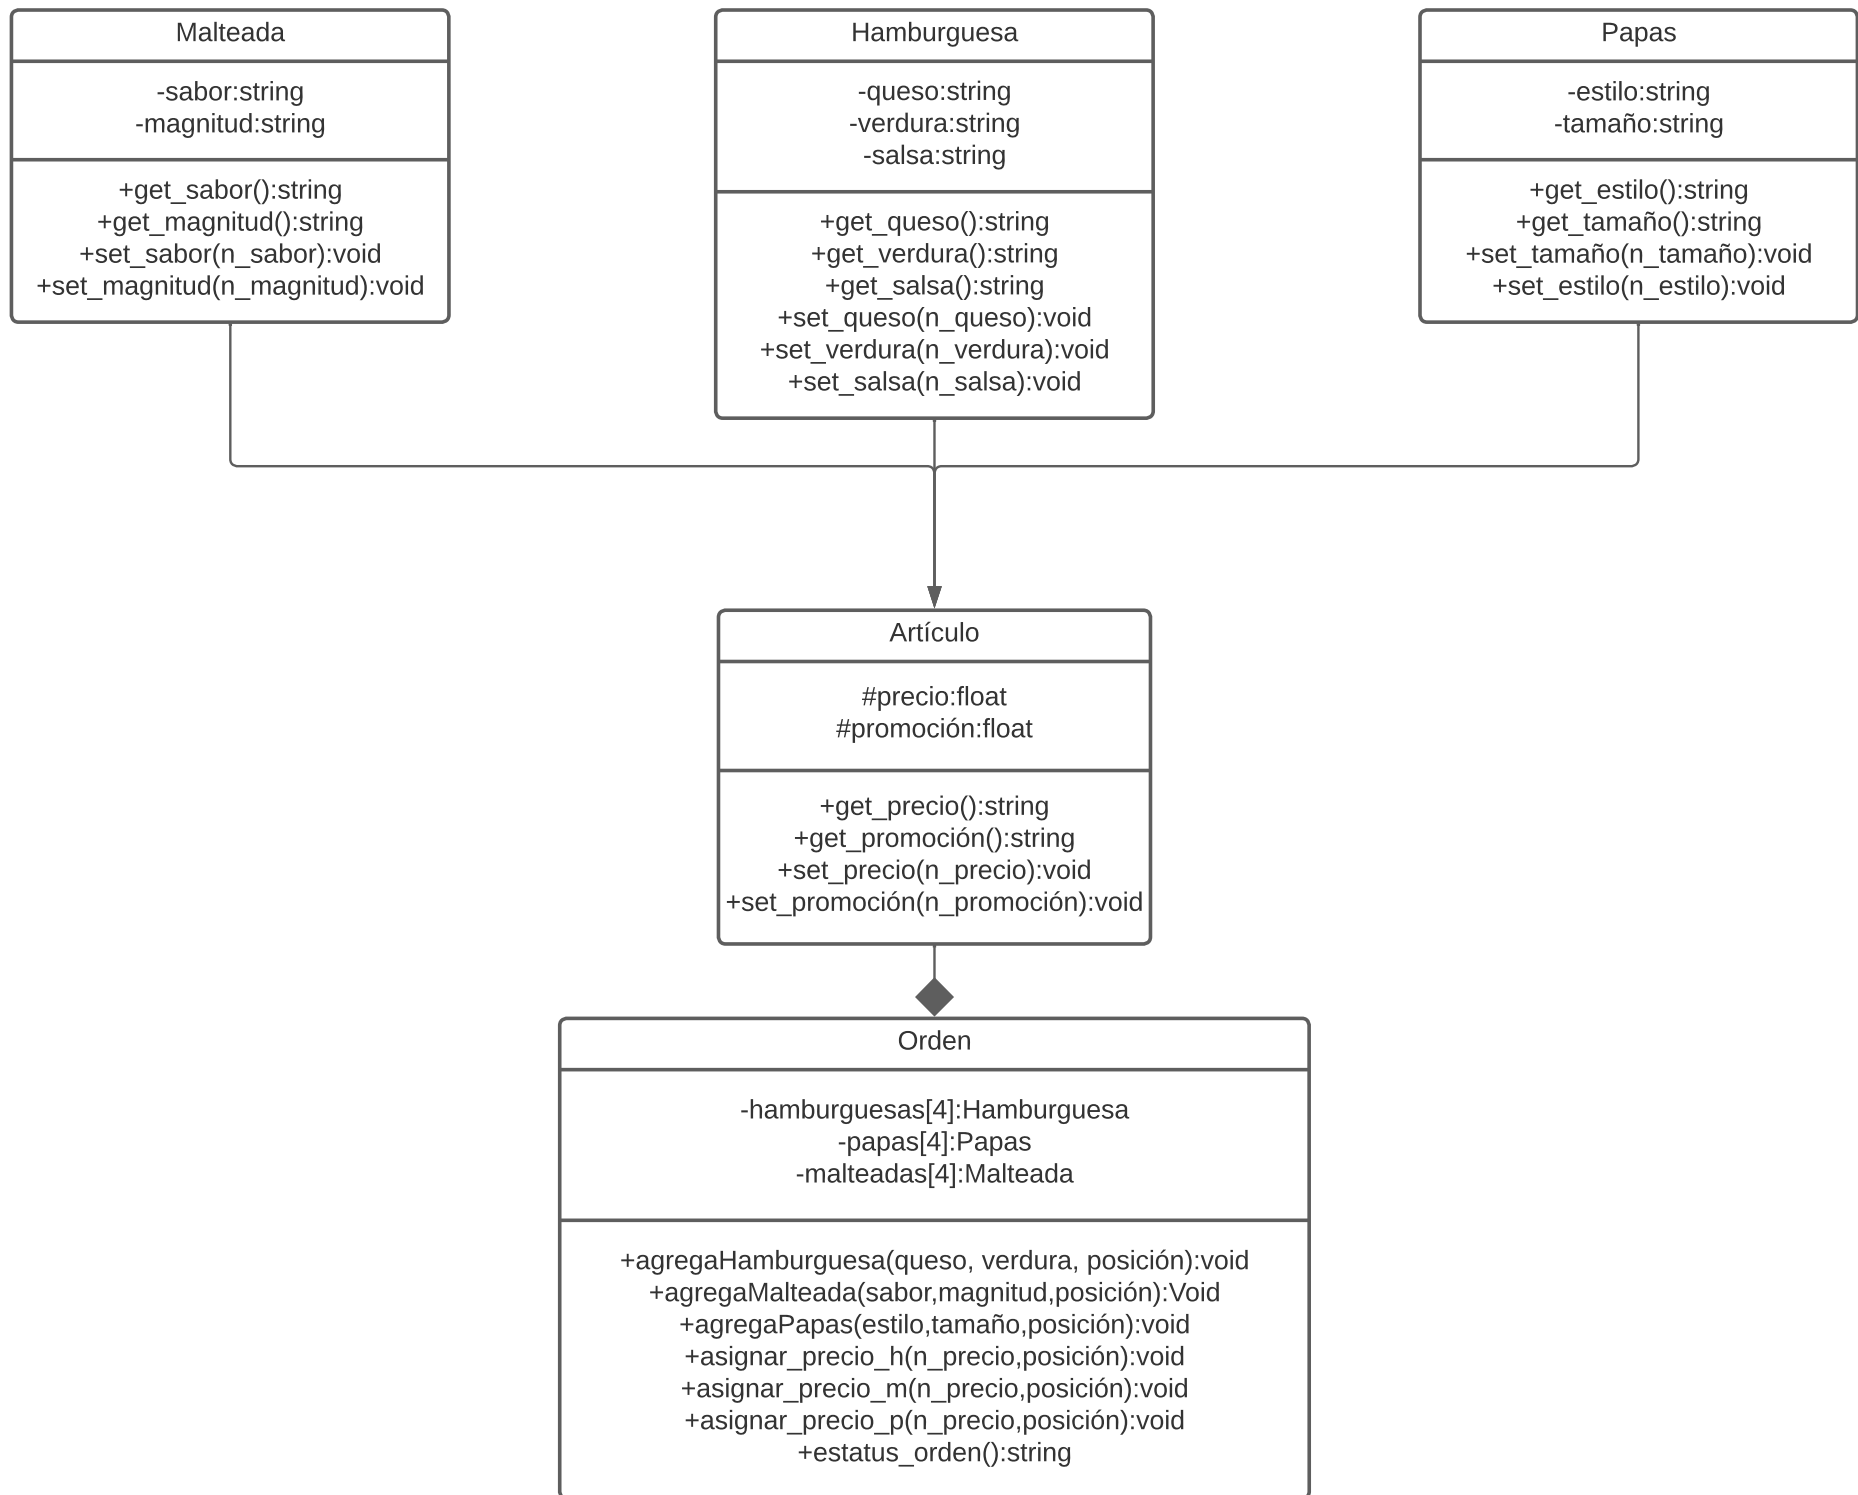 Malteada
-sabor:string
-magnitud:string
+get_sabor():string
+get_magnitud():string
+set_sabor(n_sabor):void
+set_magnitud(n_magnitud):void
Hamburguesa
-queso:string
-verdura:string
-salsa:string
+get_queso():string
+get_verdura():string
+get_salsa():string
+set_queso(n_queso):void
+set_verdura(n_verdura):void
+set_salsa(n_salsa):void
Papas
-estilo:string
-tamaño:string
+get_estilo():string
+get_tamaño():string
+set_tamaño(n_tamaño):void
+set_estilo(n_estilo):void
Artículo
#precio:float
#promoción:float
+get_precio():string
+get_promoción():string
+set_precio(n_precio):void
+set_promoción(n_promoción):void
Orden
-hamburguesas[4]:Hamburguesa
-papas[4]:Papas
-malteadas[4]:Malteada
+agregaHamburguesa(queso, verdura, posición):void
+agregaMalteada(sabor,magnitud,posición):Void
+agregaPapas(estilo,tamaño,posición):void
+asignar_precio_h(n_precio,posición):void
+asignar_precio_m(n_precio,posición):void
+asignar_precio_p(n_precio,posición):void
+estatus_orden():string